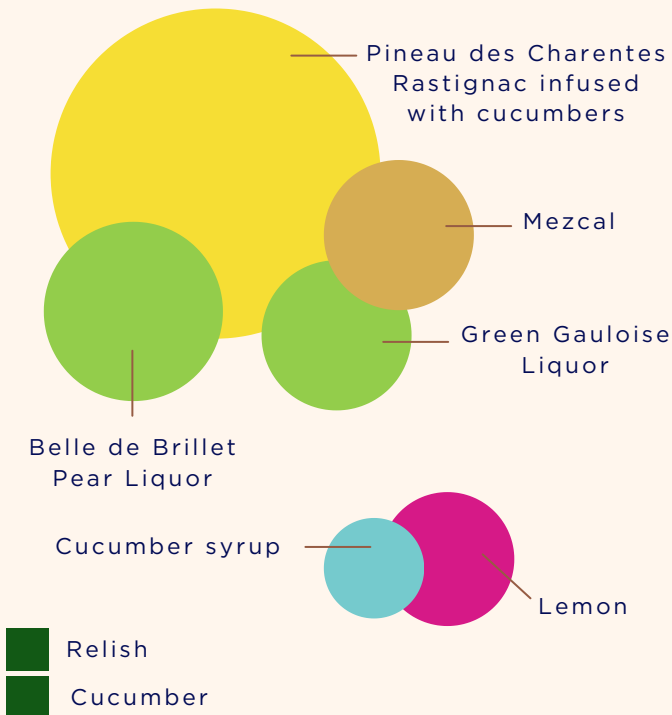 Pineau des Charentes
Rastignac infused
with cucumbers
Mezcal
Green Gauloise
Liquor
Belle de Brillet
Pear Liquor
Cucumber syrup
Lemon
Relish
Cucumber